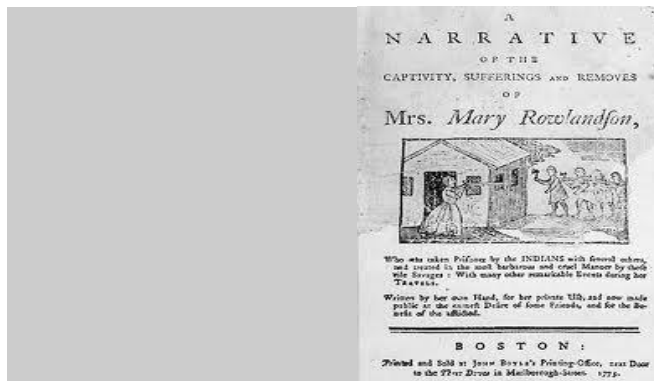 A
NARRATIVE
OF THE
CAPTIVITY, SUFFERINGS AND REMOVES
OF
Mrs. Mary Rowlandſon,
Who was taken Priſoner by the INDIANS with ſeveral others,
and treated in the moſt barbarous and cruel Manner by thoſe
vile Savages : With many other remarkable Events during her
TRAVELS.
Written by her own Hand, for her private Uſe, and now made
public at the earneſt Deſire of ſome Friends, and for the Be-
nefit of the afflicted.
BOSTON:
Printed and Sold at JOHN BOYLE's Printing-Office, next Door
to the Three Doves in Marlborough-Street. 1773.